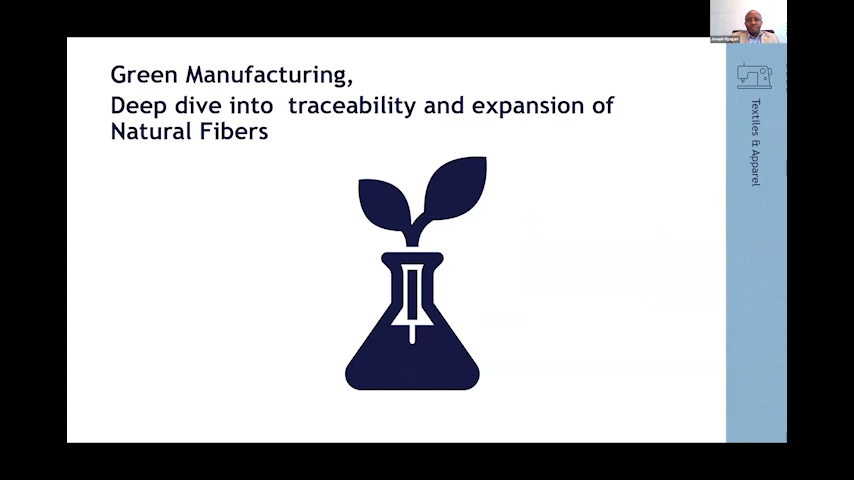 Green Manufacturing,
Deep dive into  traceability and expansion of
Natural Fibers
Textiles & Apparel